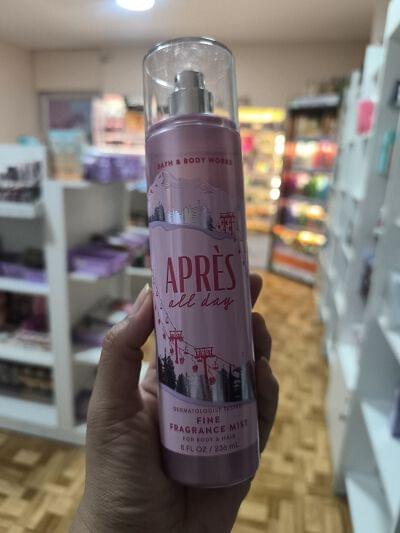 BATH & BODY WORKS
APRÈS
all day
DERMATOLOGIST TESTED
FINE
FRAGRANCE MIST
FOR BODY & HAIR
8 FL OZ / 236 mL